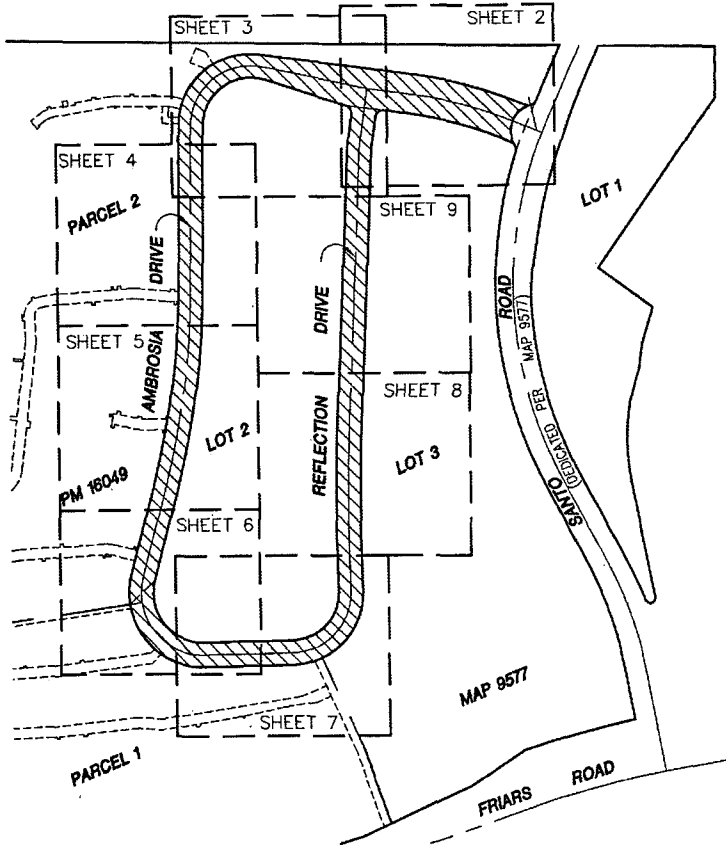 SHEET 3
SHEET 2
SHEET 4
PARCEL 2
LOT 1
SHEET 9
AMBROSIA DRIVE
REFLECTION DRIVE
SANTO ROAD
(DEDICATED PER MAP 9577)
SHEET 5
SHEET 8
LOT 2
LOT 3
PM 16049
SHEET 6
MAP 9577
SHEET 7
PARCEL 1
FRIARS ROAD